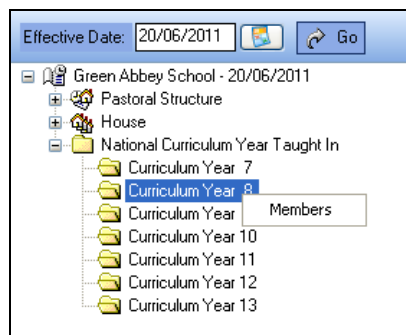 Effective Date: 20/06/2011 Go
Green Abbey School - 20/06/2011
Pastoral Structure
House
National Curriculum Year Taught In
Curriculum Year 7
Curriculum Year 8
Members
Curriculum Year
Curriculum Year 10
Curriculum Year 11
Curriculum Year 12
Curriculum Year 13